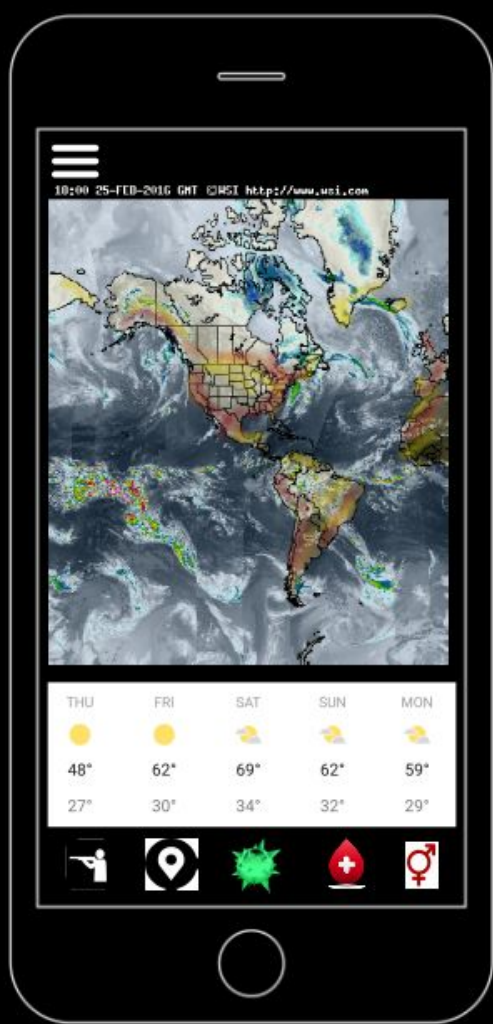 18:00 25-FEB-2016 GMT ©WSI http://www.wsi.com
THU FRI SAT SUN MON
48° 62° 69° 62° 59°
27° 30° 34° 32° 29°